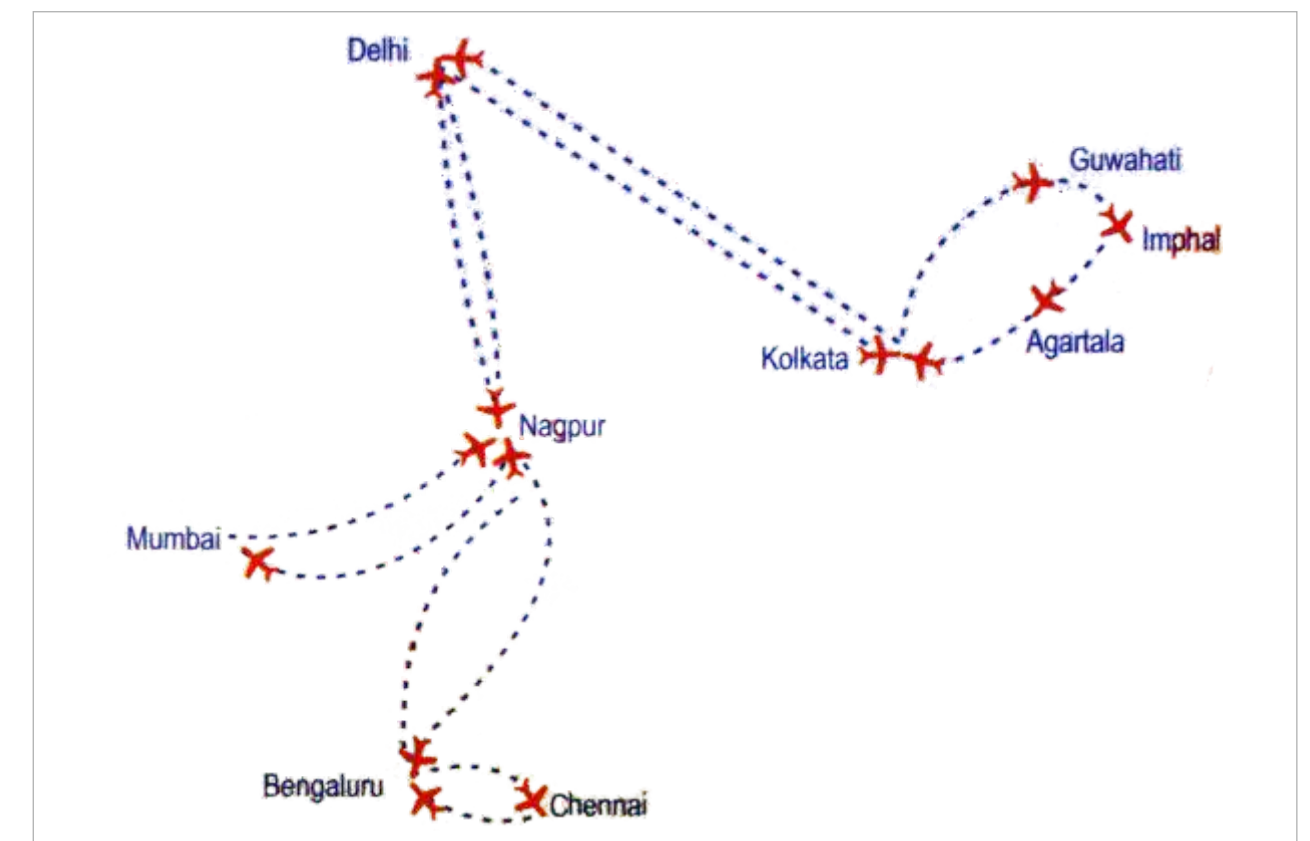 Delhi
Guwahati
Imphal
Agartala
Kolkata
Nagpur
Mumbai
Bengaluru
Chennai